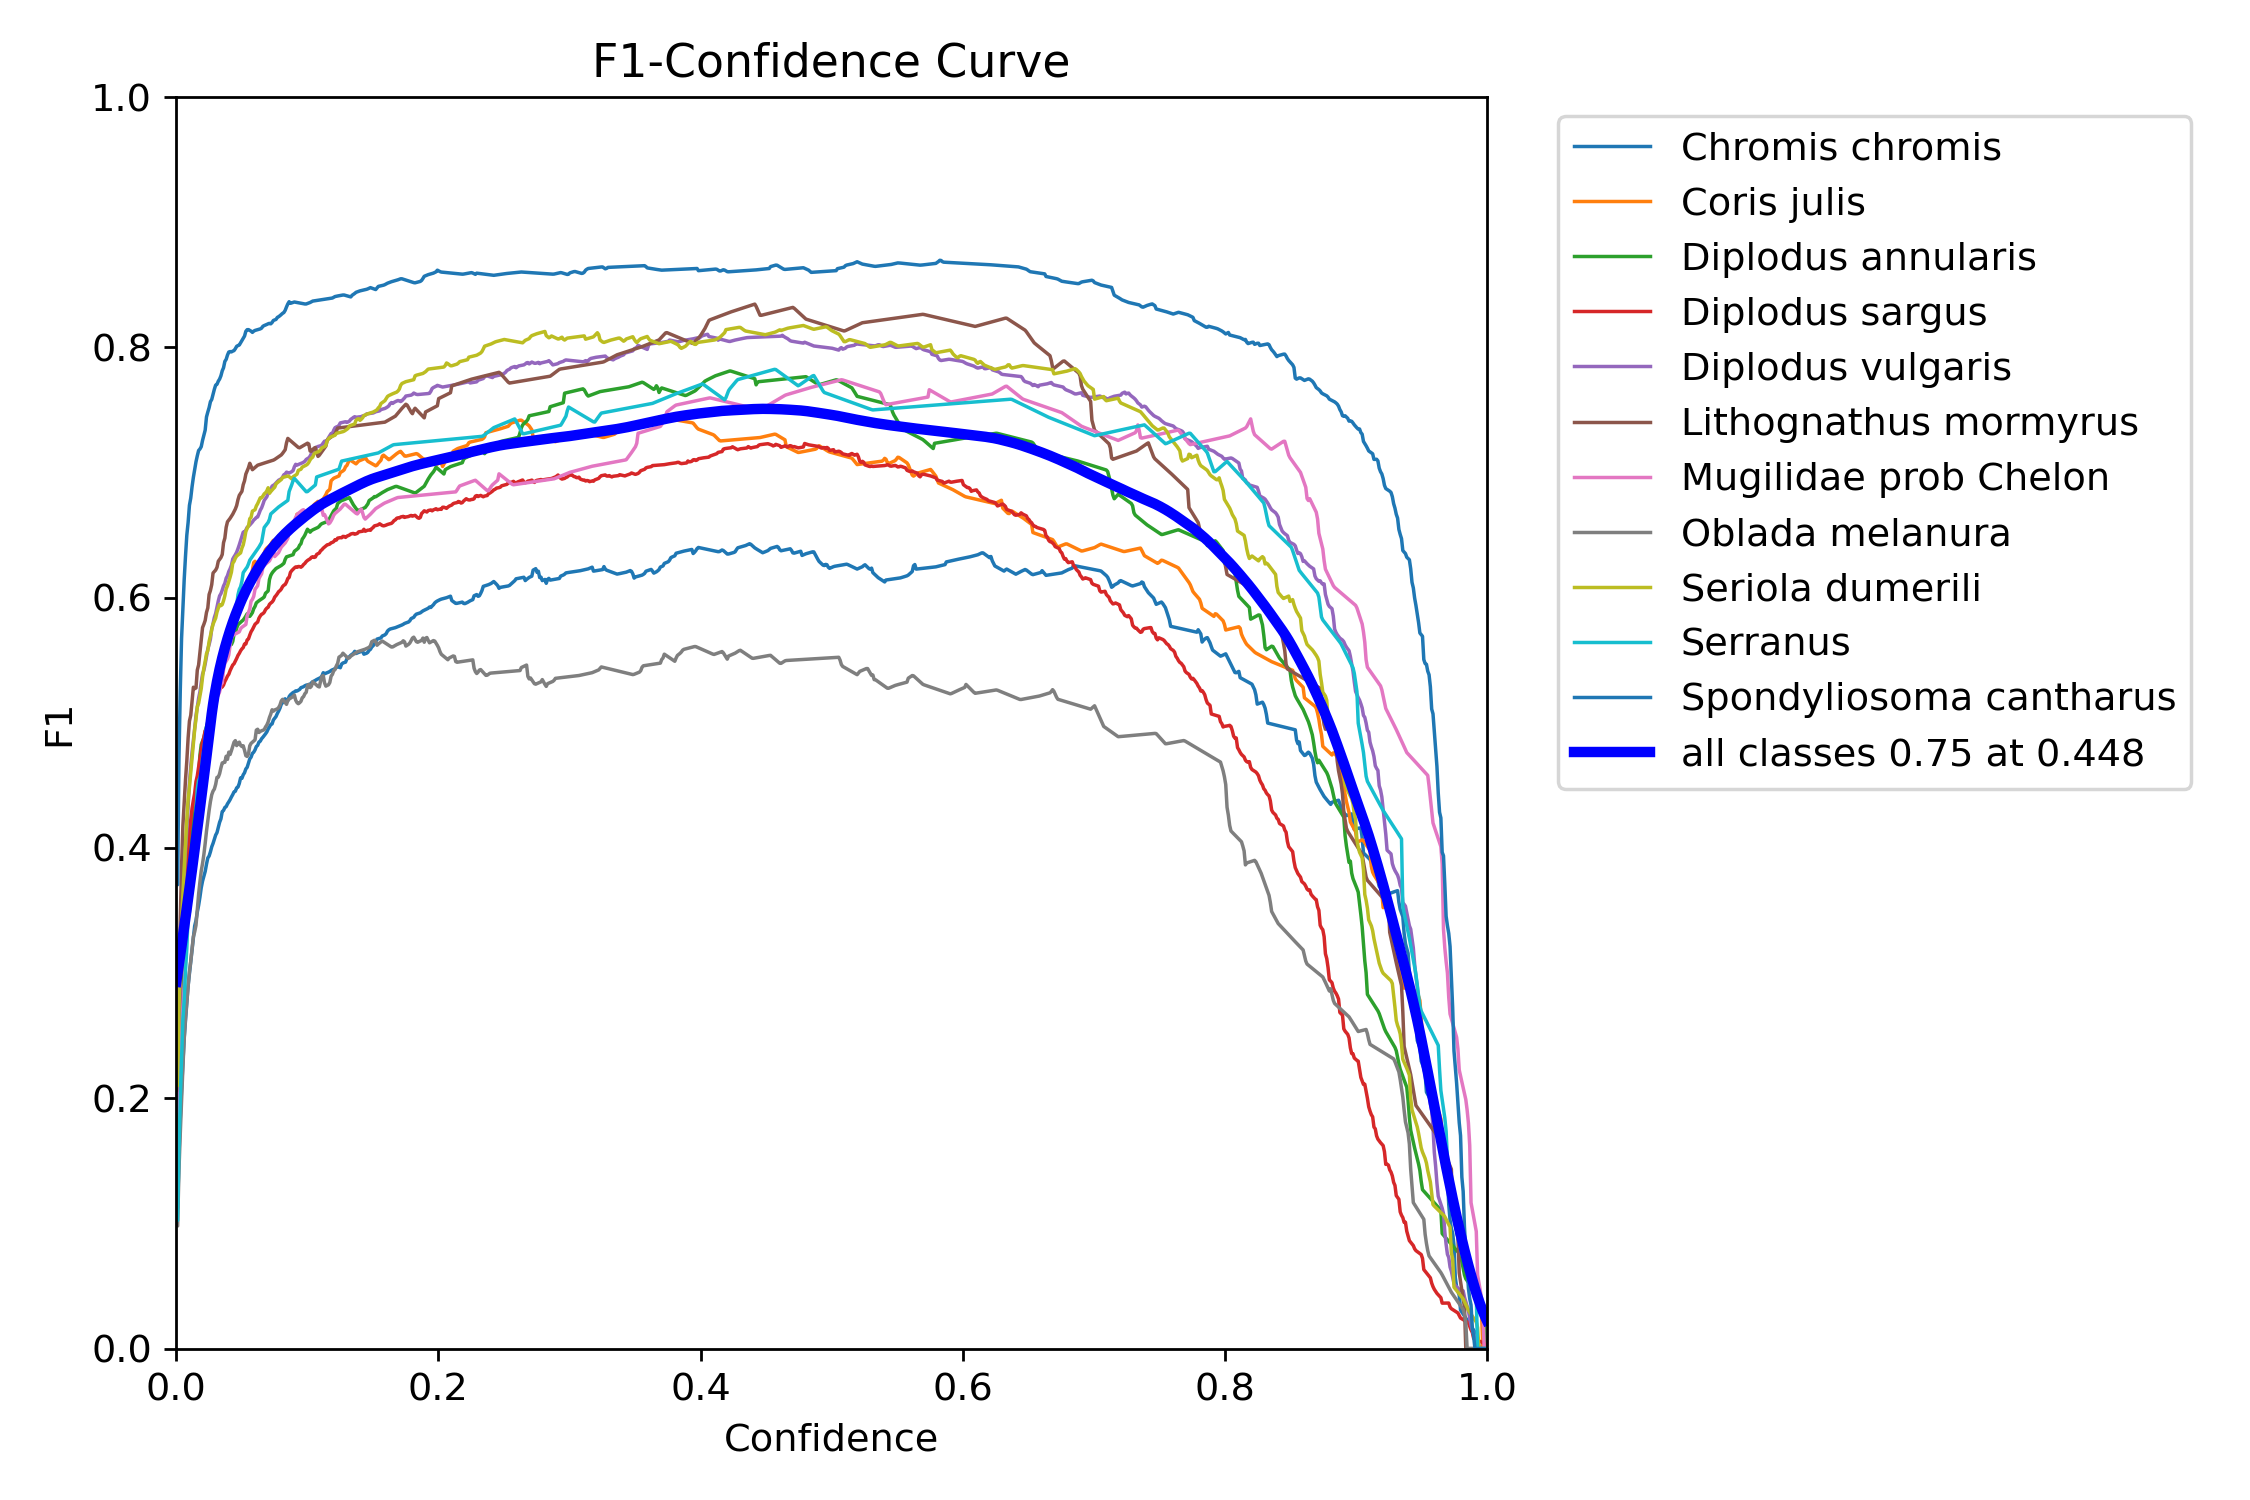 F1-Confidence Curve
1.0
0.8
0.6
0.4
0.2
0.0
F1
0.0 0.2 0.4 0.6 0.8 1.0
Confidence
Chromis chromis
Coris julis
Diplodus annularis
Diplodus sargus
Diplodus vulgaris
Lithognathus mormyrus
Mugilidae prob Chelon
Oblada melanura
Seriola dumerili
Serranus
Spondyliosoma cantharus
all classes 0.75 at 0.448